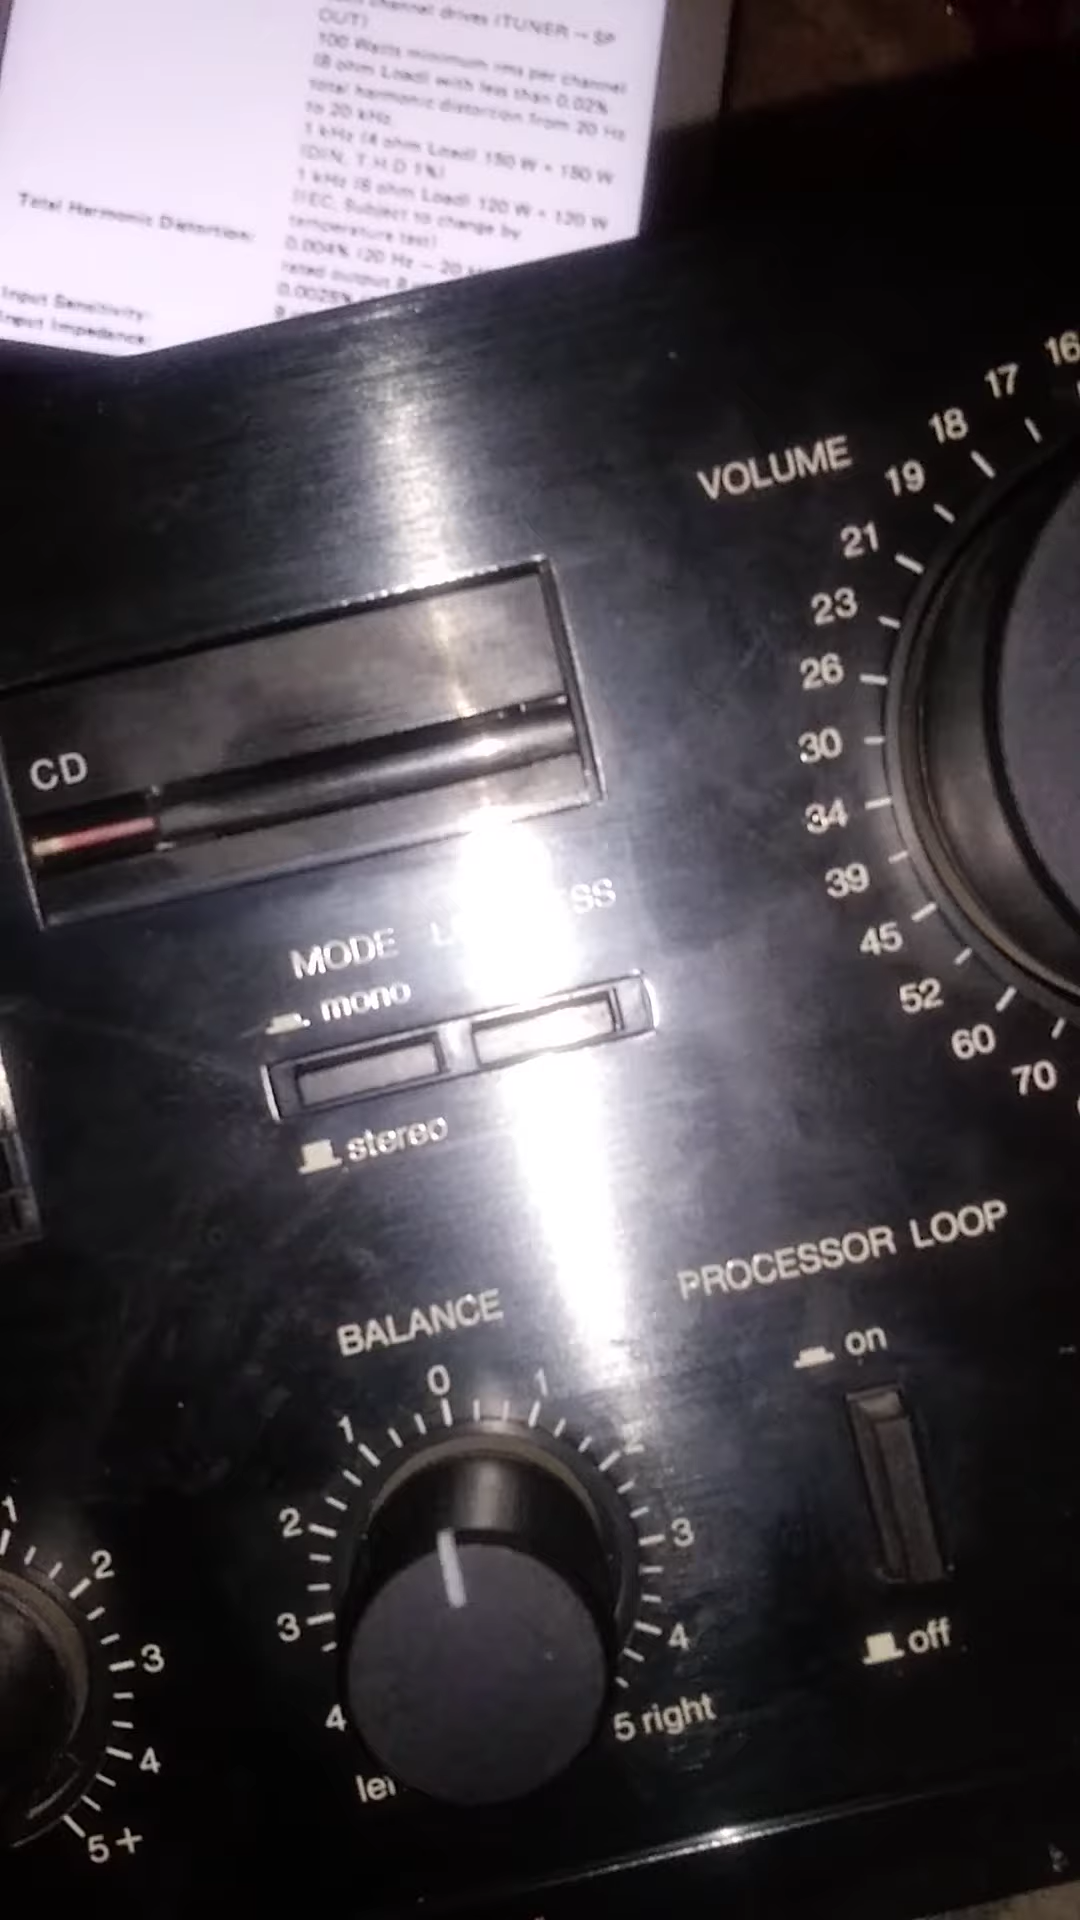 channel drives (TUNER — SP
OUT)
100 Watts minimum rms per channel
(8 ohm Load) with less than 0.02%
total harmonic distortion from 20 Hz
to 20 kHz.
1 kHz (4 ohm Load) 150 W + 150 W
(DIN, T.H.D 1%)
1 kHz (8 ohm Load) 120 W + 120 W
(IEC, Subject to change by
temperature test)
Total Harmonic Distortion:
0.004% (20 Hz — 20
rated output 8
0.0025%
Input Sensitivity:
Input Impedance:
16
17
18
VOLUME
19
21
23
26
30
34
39
45
52
60
70
CD
MODE
mono
stereo
PROCESSOR LOOP
on
off
BALANCE
0
1
1
2
2
3
3
4
4
5 right
1
2
3
4
5 +